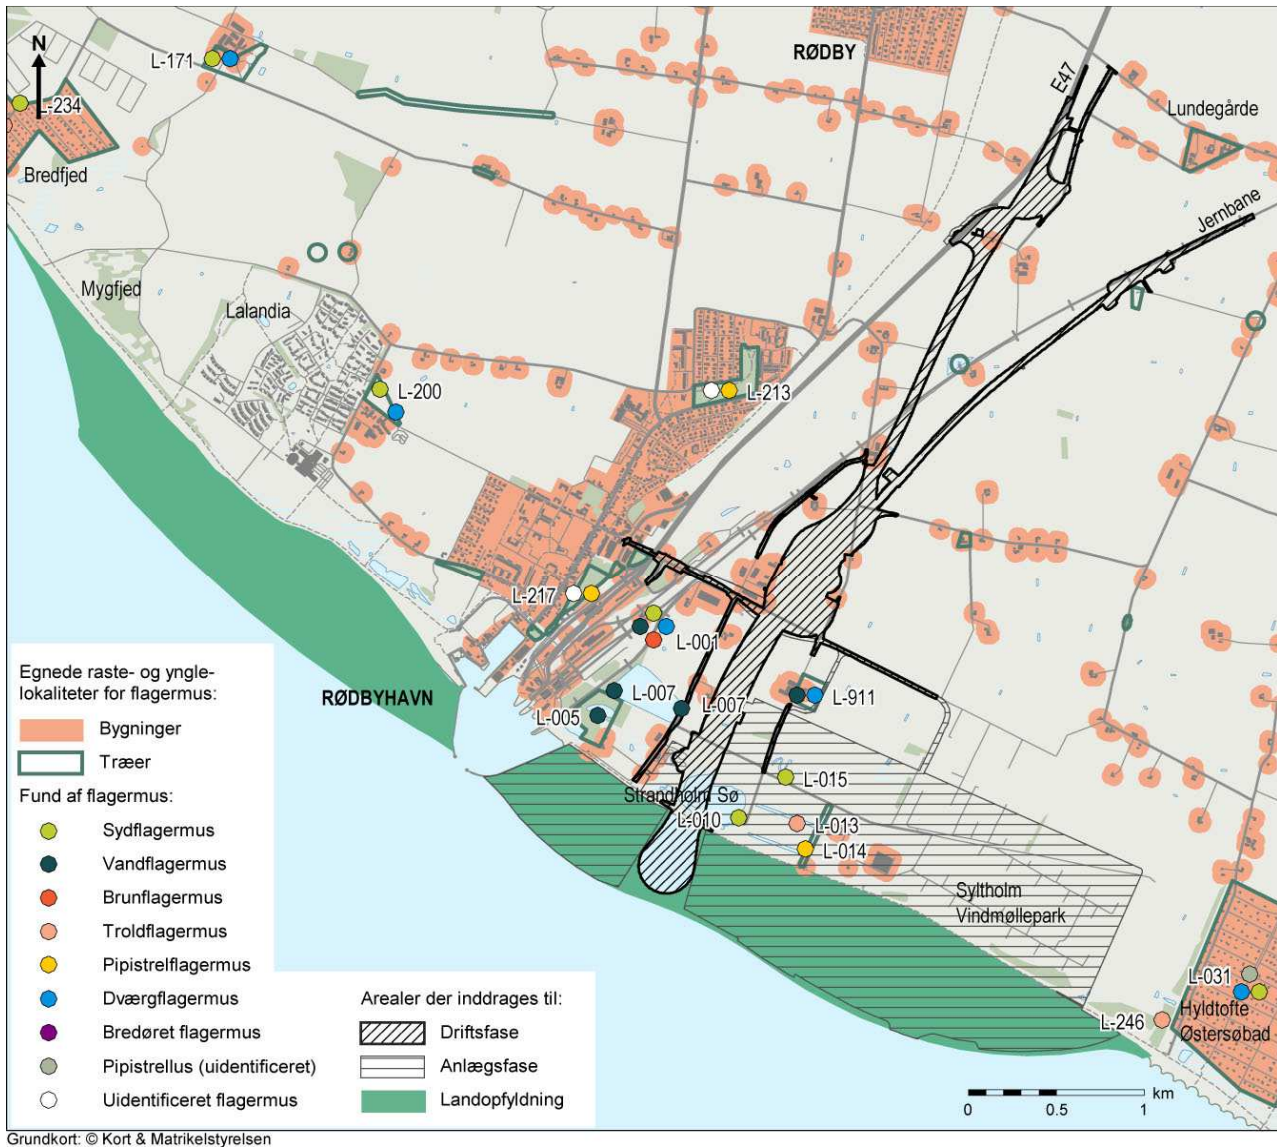 N
L-171
L-234
Bredfjed
RØDBY
E47
Lundegårde
Jernbane
Mygfjed
Lalandia
L-200
L-213
L-217
L-001
RØDBYHAVN
L-007
L-007
L-005
L-911
L-015
Strandholm Sø
L-010
L-013
L-014
Syltholm
Vindmøllepark
L-031
Hyldtofte
Østersøbad
L-246
Egnede raste- og yngle-
lokaliteter for flagermus:
Bygninger
Træer
Fund af flagermus:
Sydflagermus
Vandflagermus
Brunflagermus
Troldflagermus
Pipistrelflagermus
Dværgflagermus
Bredøret flagermus
Pipistrellus (uidentificeret)
Uidentificeret flagermus
Arealer der inddrages til:
Driftsfase
Anlægsfase
Landopfyldning
km
0 0.5 1
Grundkort: © Kort & Matrikelstyrelsen